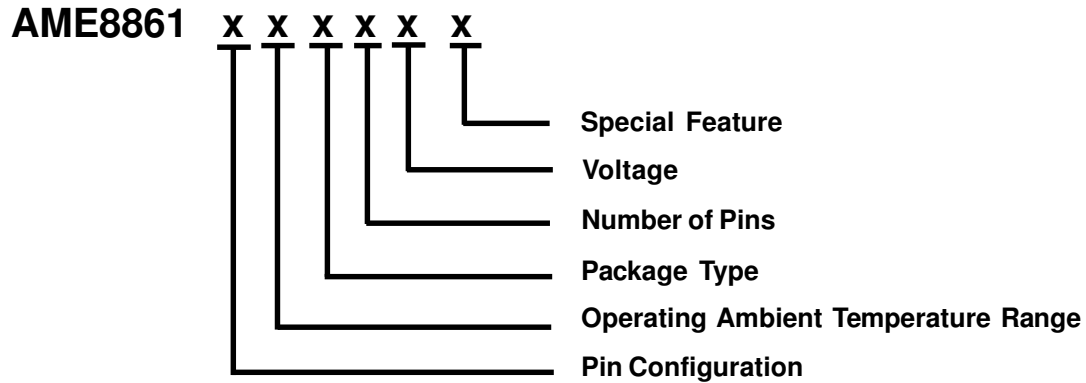 AME8861 x x x x x x
Special Feature
Voltage
Number of Pins
Package Type
Operating Ambient Temperature Range
Pin Configuration